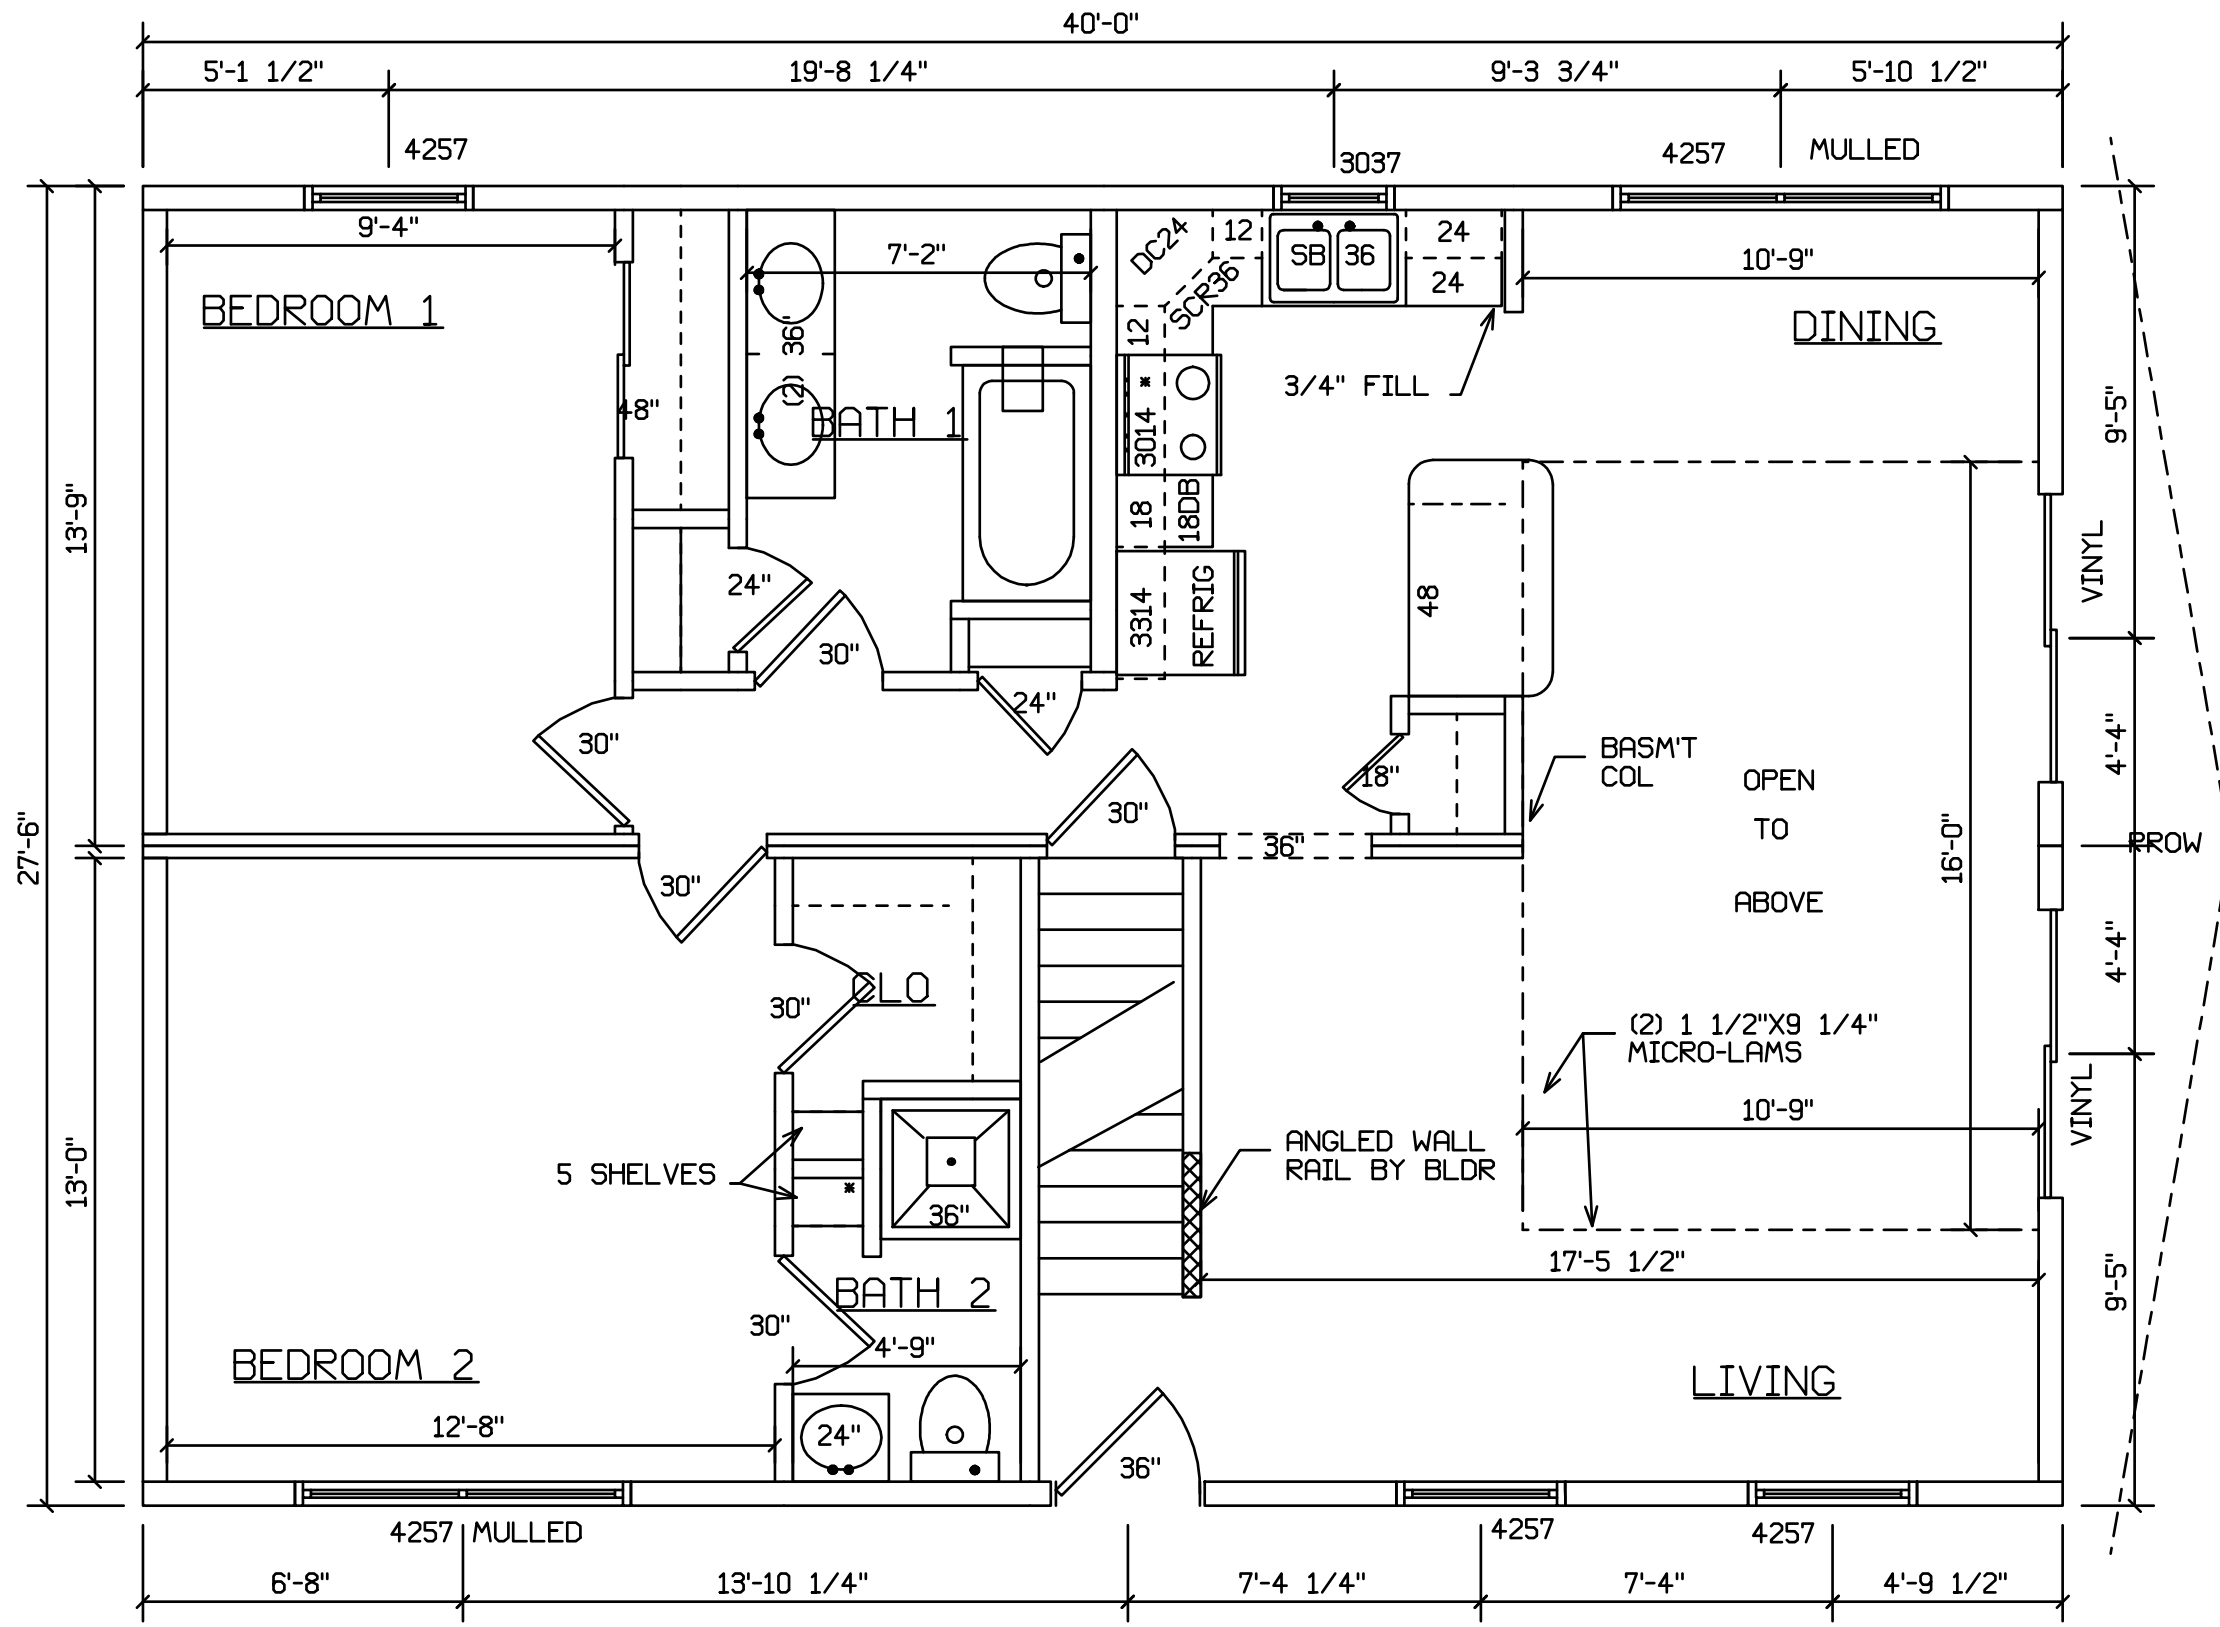 40'-0"
5'-1 1/2"
19'-8 1/4"
9'-3 3/4"
5'-10 1/2"
4257
3037
4257
MULLED
9'-4"
7'-2"
DC24
12
SB 36
24
24
SCR36
10'-9"
BEDROOM 1
(2) 36"
12
DINING
3/4" FILL
48"
BATH 1
*
3014
9'-5"
13'-9"
18
18DB
VINYL
24"
48
3314
REFRIG
30"
24"
30"
18"
BASM'T
COL
OPEN
TO
ABOVE
4'-4"
30"
36"
27'-6"
16'-0"
PROW
30"
4'-4"
CLO
30"
(2) 1 1/2"X9 1/4"
MICRO-LAMS
10'-9"
VINYL
13'-0"
5 SHELVES
*
36"
ANGLED WALL
RAIL BY BLDR
17'-5 1/2"
9'-5"
BATH 2
30"
4'-9"
BEDROOM 2
LIVING
12'-8"
24"
36"
4257 MULLED
4257
4257
6'-8"
13'-10 1/4"
7'-4 1/4"
7'-4"
4'-9 1/2"